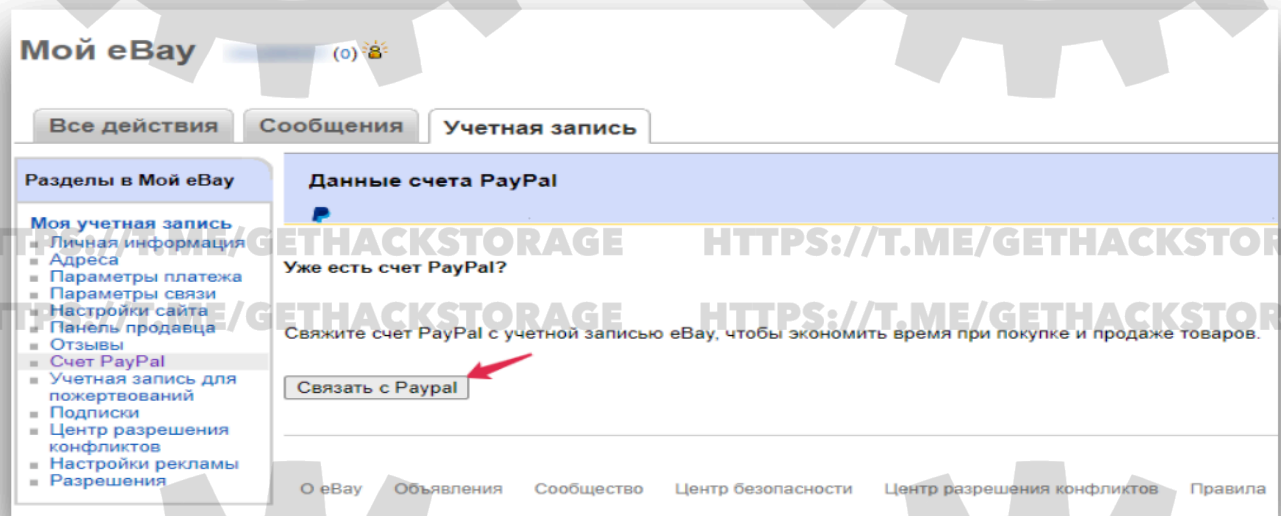 Мой eBay (0)
Все действия Сообщения Учетная запись
Разделы в Мой eBay
Моя учетная запись
Личная информация
Адреса
Параметры платежа
Параметры связи
Настройки сайта
Панель продавца
Отзывы
Счет PayPal
Учетная запись для
пожертвований
Подписки
Центр разрешения
конфликтов
Настройки рекламы
Разрешения
Данные счета PayPal
HTTPS://T.ME/GETHACKSTOR
Уже есть счет PayPal?
HTTPS://T.ME/GETHACKSTOR
Свяжите счет PayPal с учетной записью eBay, чтобы экономить время при покупке и продаже товаров.
Связать с Paypal
О eBay Объявления Сообщество Центр безопасности Центр разрешения конфликтов Правила